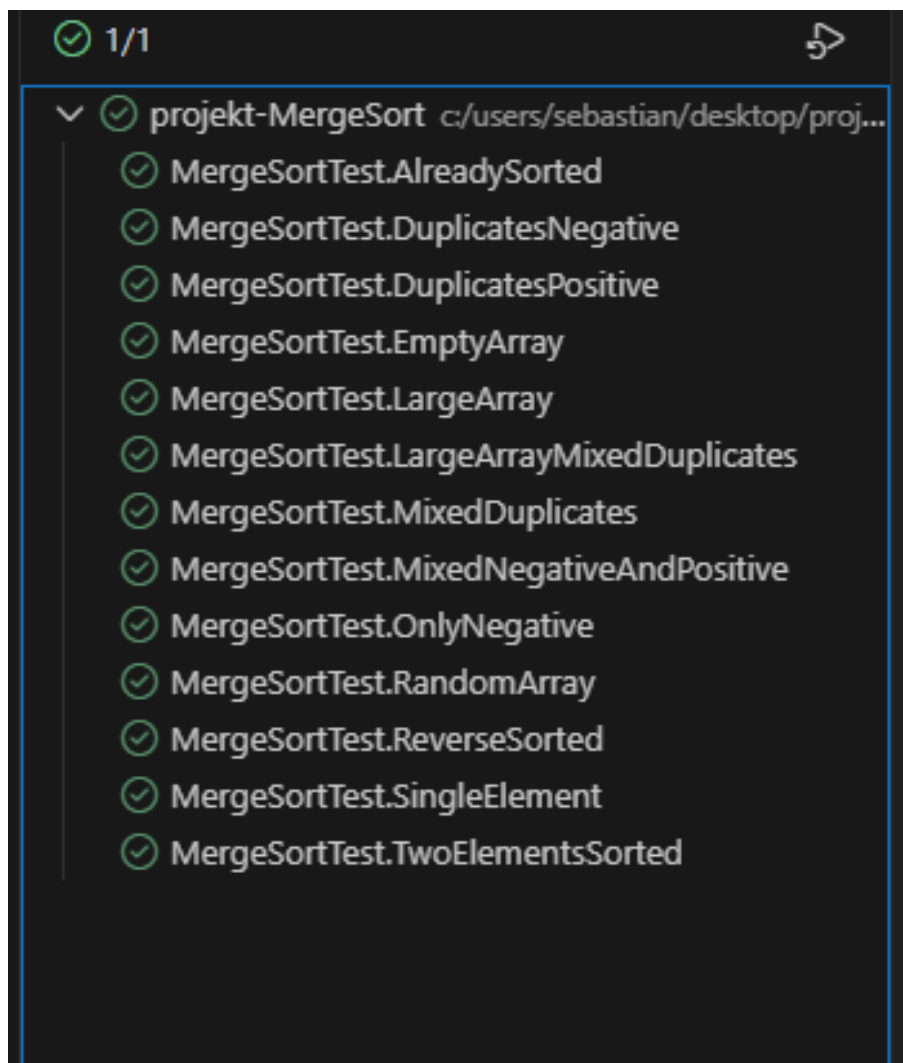 1/1
projekt-MergeSort c:/users/sebastian/desktop/proj...
MergeSortTest.AlreadySorted
MergeSortTest.DuplicatesNegative
MergeSortTest.DuplicatesPositive
MergeSortTest.EmptyArray
MergeSortTest.LargeArray
MergeSortTest.LargeArrayMixedDuplicates
MergeSortTest.MixedDuplicates
MergeSortTest.MixedNegativeAndPositive
MergeSortTest.OnlyNegative
MergeSortTest.RandomArray
MergeSortTest.ReverseSorted
MergeSortTest.SingleElement
MergeSortTest.TwoElementsSorted